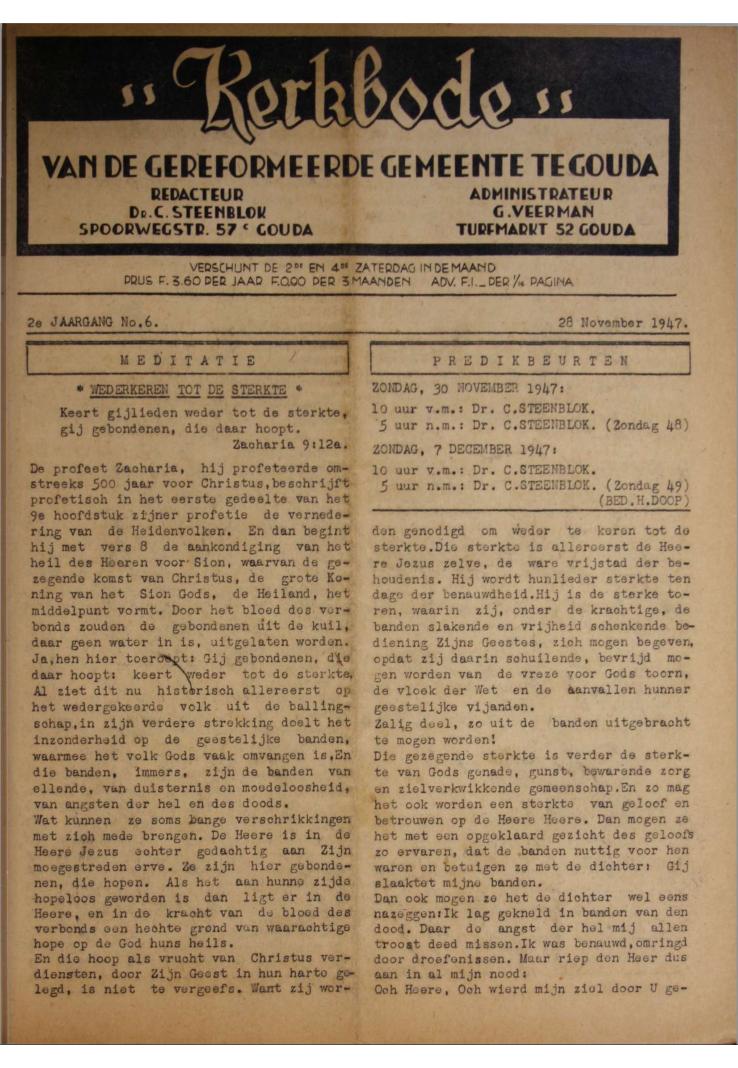 " Kerkbode "
VAN DE GEREFORMEERDE GEMEENTE TE GOUDA
REDACTEUR
DR. C. STEENBLOK
SPOORWEGSTR. 57 c GOUDA
ADMINISTRATEUR
G. VEERMAN
TURFMARKT 52 GOUDA
VERSCHIJNT DE 2DE EN 4DE ZATERDAG IN DE MAAND
PRIJS F. 3.60 PER JAAR F.0.90 PER 3 MAANDEN ADV. F.1._ PER 1/16 PAGINA
2e JAARGANG No.6.
28 November 1947.
MEDITATIE
* WEDERKEREN TOT DE STERKTE *
Keert gijlieden weder tot de sterkte,
gij gebondenen, die daar hoopt.
Zacharia 9:12a.
De profeet Zacharia, hij profeteerde om-
streeks 500 jaar voor Christus,beschrijft
profetisch in het eerste gedeelte van het
9e hoofdstuk zijner profetie de vernede-
ring van de Heidenvolken. En dan begint
hij met vers 8 de aankondiging van het
heil des Heeren voor Sion, waarvan de ge-
zegende komst van Christus, de grote Ko-
ning van het Sion Gods, de Heiland, het
middelpunt vormt. Door het bloed des ver-
bonds zouden de gebondenen uit de kuil,
daar geen water in is, uitgelaten worden.
Ja,hen hier toeroept: Gij gebondenen, die
daar hoopt: keert weder tot de sterkte,
Al ziet dit nu historisch allereerst op
het wedergekeerde volk uit de balling-
schap,in zijn verdere strekking doelt het
inzonderheid op de geestelijke banden,
waarmee het volk Gods vaak omvangen is,En
die banden, immers, zijn de banden van
ellende, van duisternis en moedeloosheid,
van angsten der hel en des doods.
Wat kunnen ze soms bange verschrikkingen
met zich mede brengen. De Heere is in de
Heere Jezus echter gedachtig aan Zijn
moegestreden erve. Ze zijn hier gebonde-
nen, die hopen. Als het aan hunne zijde
hopeloos geworden is dan ligt er in de
Heere, en in de kracht van de bloed des
verbonds een hechte grond van waarachtige
hope op de God huns heils.
En die hoop als vrucht van Christus ver-
diensten, door Zijn Geest in hun harte ge-
legd, is niet te vergeefs. Want zij wor-
PREDIKBEURTEN
ZONDAG, 30 NOVEMBER 1947:
10 uur v.m.: Dr. C.STEENBLOK.
5 uur n.m.: Dr. C.STEENBLOK. (Zondag 48)
ZONDAG, 7 DECEMBER 1947:
10 uur v.m.: Dr. C.STEENBLOK.
5 uur n.m.: Dr. C.STEENBLOK. (Zondag 49)
(BED.H.DOOP)
den genodigd om weder te keren tot de
sterkte.Die sterkte is allereerst de Hee-
re Jezus zelve, de ware vrijstad der be-
houdenis. Hij wordt hunlieder sterkte ten
dage der benauwdheid.Hij is de sterke to-
ren, waarin zij, onder de krachtige, de
banden slakende en vrijheid schenkende be-
diening Zijns Geestes, zich mogen begeven,
opdat zij daarin schuilende, bevrijd mo-
gen worden van de vreze voor Gods toorn,
de vloek der Wet en de aanvallen hunner
geestelijke vijanden.
Zalig deel, zo uit de banden uitgebracht
te mogen worden!
Die gezegende sterkte is verder de sterk-
te van Gods genade, gunst, bewarende zorg
en zielverkwikkende gemeenschap.En zo mag
het ook worden een sterkte van geloof en
betrouwen op de Heere Heere. Dan mogen ze
het met een opgeklaard gezicht des geloofs
zo ervaren, dat de banden nuttig voor hen
waren en betuigen ze met de dichter: Gij
slaaktet mijne banden.
Dan ook mogen ze het de dichter wel eens
nazeggen:Ik lag gekneld in banden van den
dood. Daar de angst der hel mij allen
troost deed missen.Ik was benauwd,omringd
door droefenissen. Maar riep den Heer dus
aan in al mijn nood:
Och Heere, Och wierd mijn ziel door U ge-